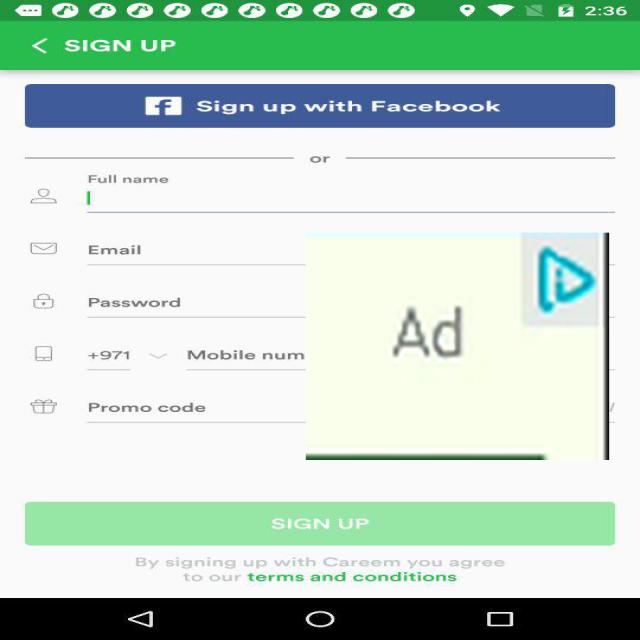 2:36
SIGN UP
Sign up with Facebook
or
Full name
Email
Ad
Password
+971 Mobile num
Promo code
SIGN UP
By signing up with Careem you agree
to our terms and conditions